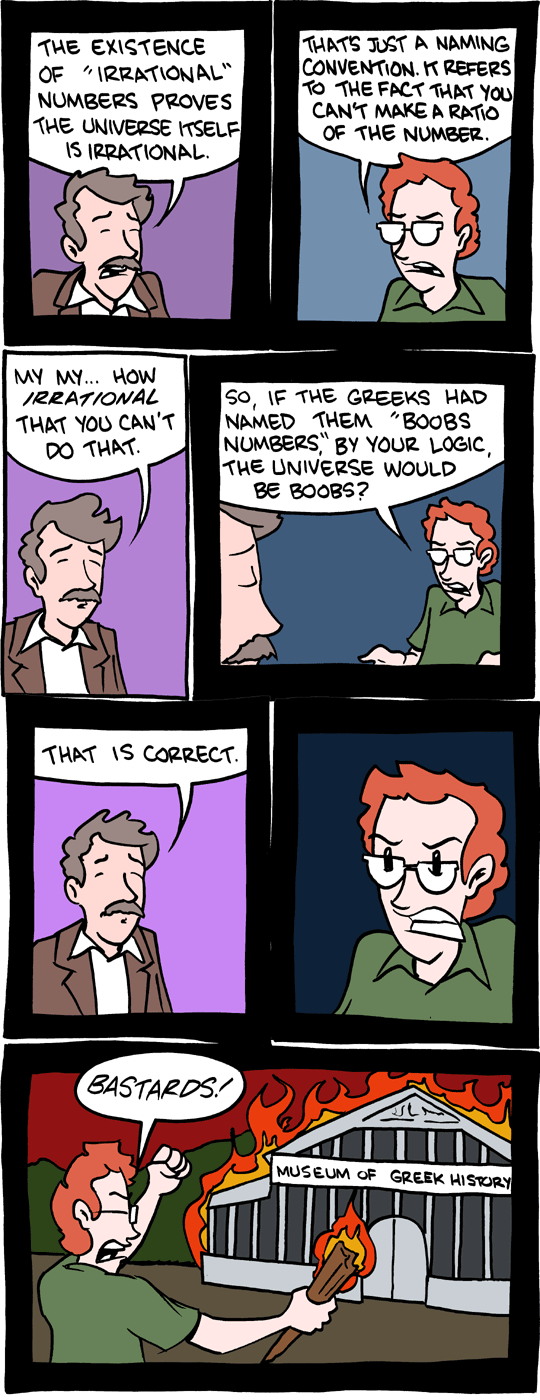 THE EXISTENCE
OF "IRRATIONAL"
NUMBERS PROVES
THE UNIVERSE ITSELF
IS IRRATIONAL.
THAT'S JUST A NAMING
CONVENTION. IT REFERS
TO THE FACT THAT YOU
CAN'T MAKE A RATIO
OF THE NUMBER.
MY MY... HOW
IRRATIONAL
THAT YOU CAN'T
DO THAT.
SO, IF THE GREEKS HAD
NAMED THEM "BOOBS
NUMBERS," BY YOUR LOGIC,
THE UNIVERSE WOULD
BE BOOBS?
THAT IS CORRECT.
BASTARDS!
MUSEUM OF GREEK HISTORY